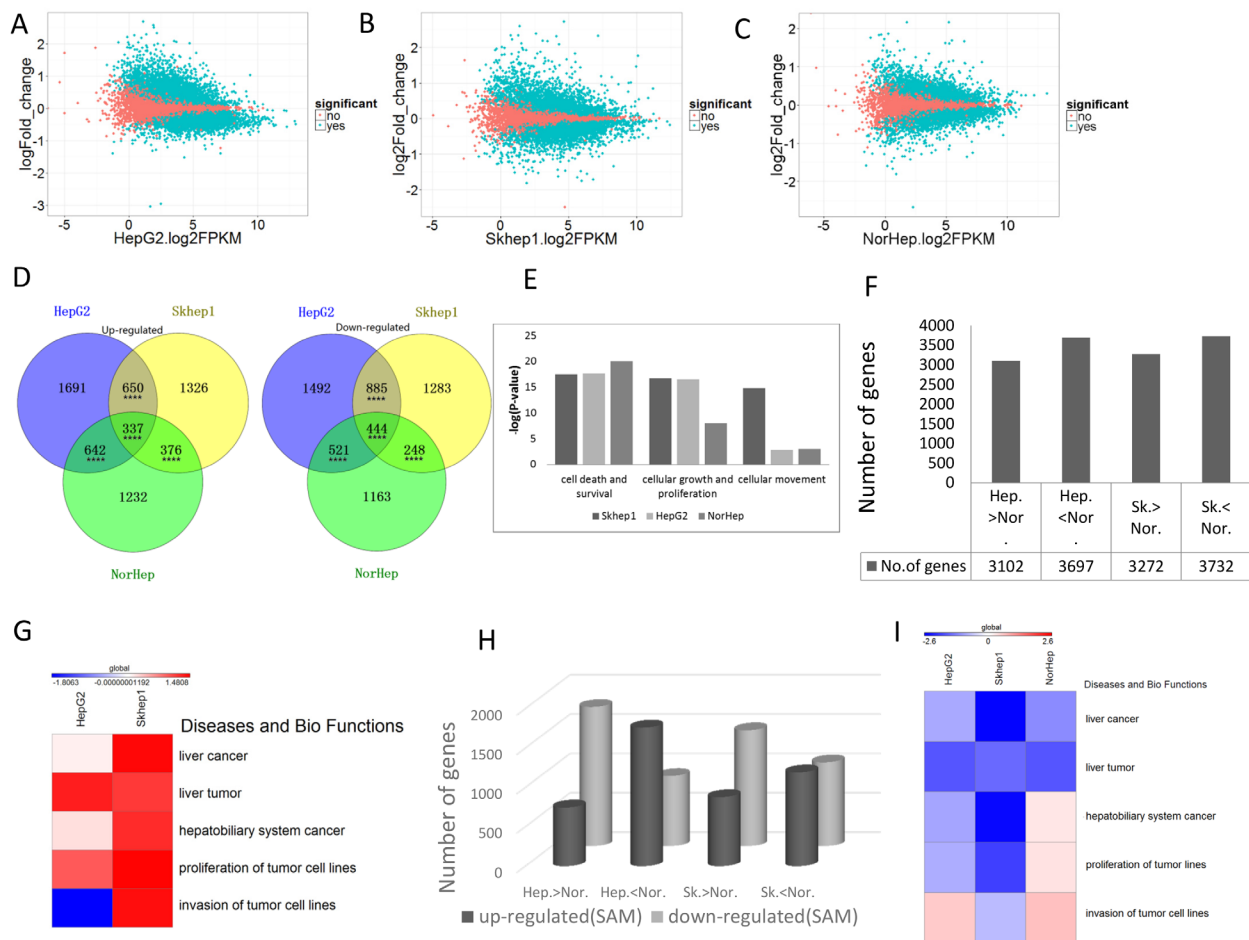 A
logFold_change
2
1
0
-1
-2
-3
-5
0
5
10
HepG2.log2FPKM
significant
no
yes
B
log2Fold_change
2
1
0
-1
-2
-5
0
5
10
Skhep1.log2FPKM
significant
no
yes
C
log2Fold_change
2
1
0
-1
-2
-5
0
5
10
NorHep.log2FPKM
significant
no
yes
D
HepG2
Skhep1
Up-regulated
1691
650
****
1326
337
****
642
****
376
****
1232
NorHep
HepG2
Skhep1
Down-regulated
1492
885
****
1283
444
****
521
****
248
****
1163
NorHep
E
-log(P-value)
25
20
15
10
5
0
cell death and survival
cellular growth and proliferation
cellular movement
Skhep1 HepG2 NorHep
F
Number of genes
4000
3500
3000
2500
2000
1500
1000
500
0
Hep. >Nor .
Hep. <Nor .
Sk.> Nor.
Sk.< Nor.
No.of genes 3102 3697 3272 3732
G
global
-1.8063 -0.00000001192 1.4808
HepG2
Skhep1
Diseases and Bio Functions
liver cancer
liver tumor
hepatobiliary system cancer
proliferation of tumor cell lines
invasion of tumor cell lines
H
Number of genes
2000
1500
1000
500
0
Hep.>Nor. Hep.<Nor. Sk.>Nor. Sk.<Nor.
up-regulated(SAM) down-regulated(SAM)
I
global
-2.6 0 2.6
HepG2
Skhep1
NorHep
Diseases and Bio Functions
liver cancer
liver tumor
hepatobiliary system cancer
proliferation of tumor lines
invasion of tumor cell lines